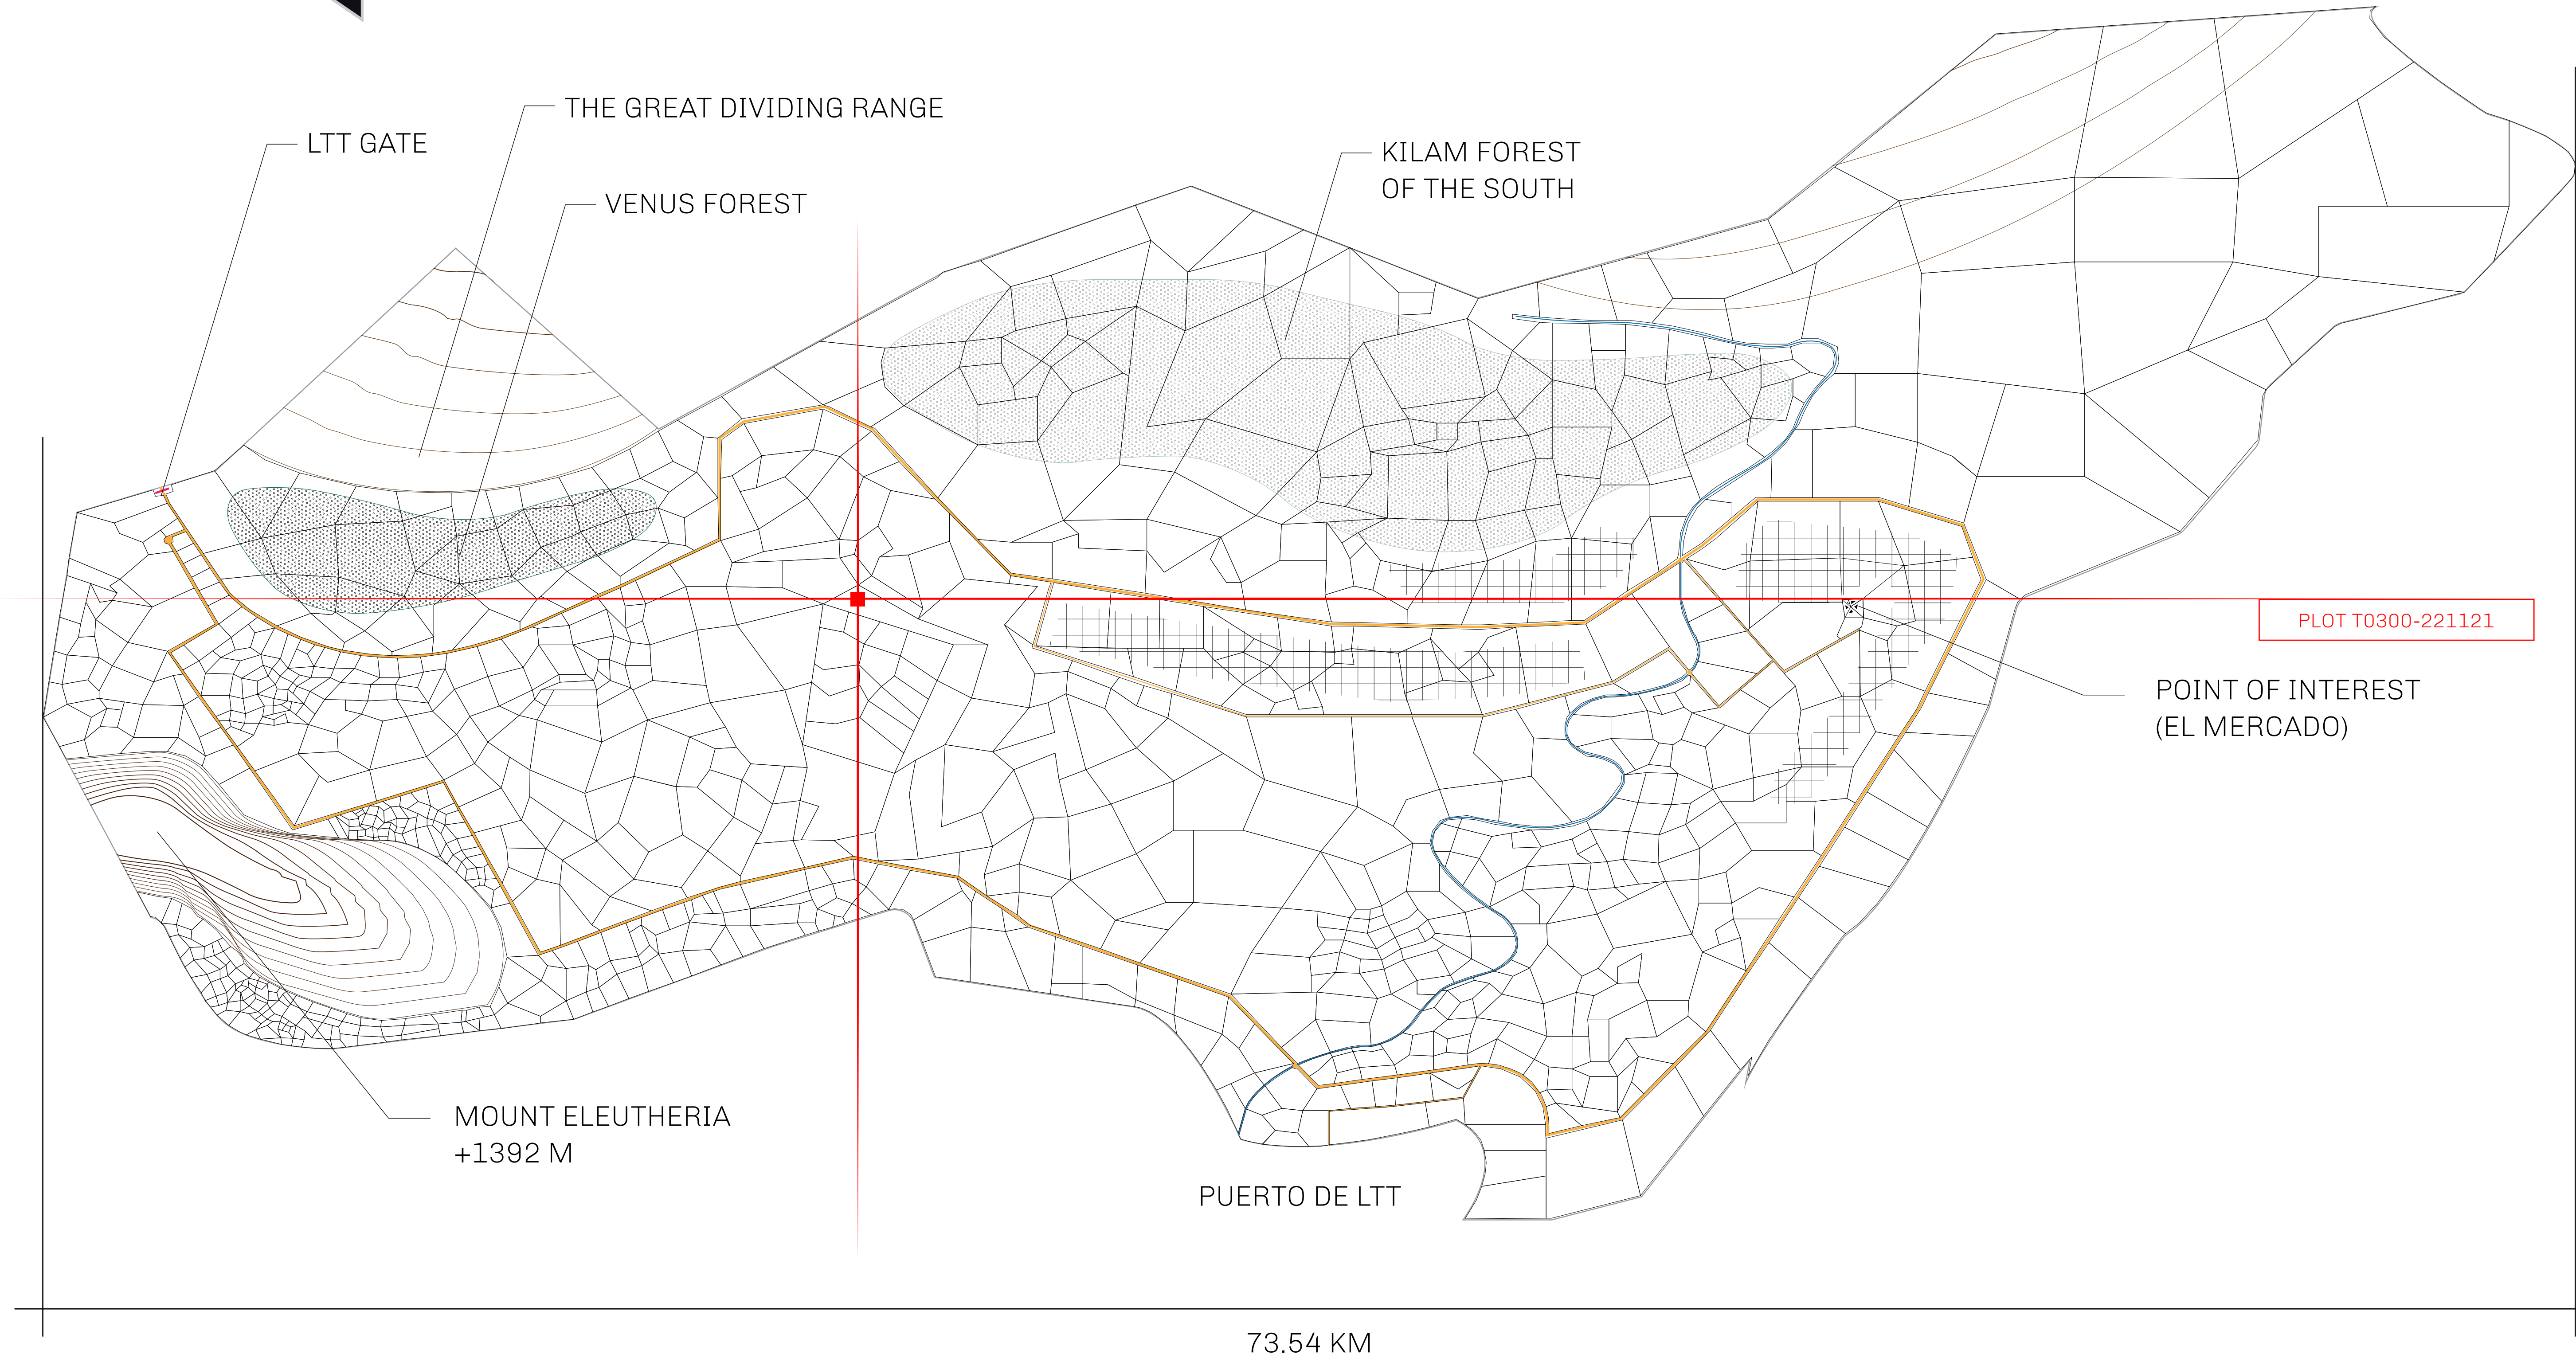 THE GREAT DIVIDING RANGE
LTT GATE
VENUS FOREST
KILAM FOREST
OF THE SOUTH
PLOT T0300-221121
POINT OF INTEREST
(EL MERCADO)
MOUNT ELEUTHERIA
+1392 M
PUERTO DE LTT
73.54 KM